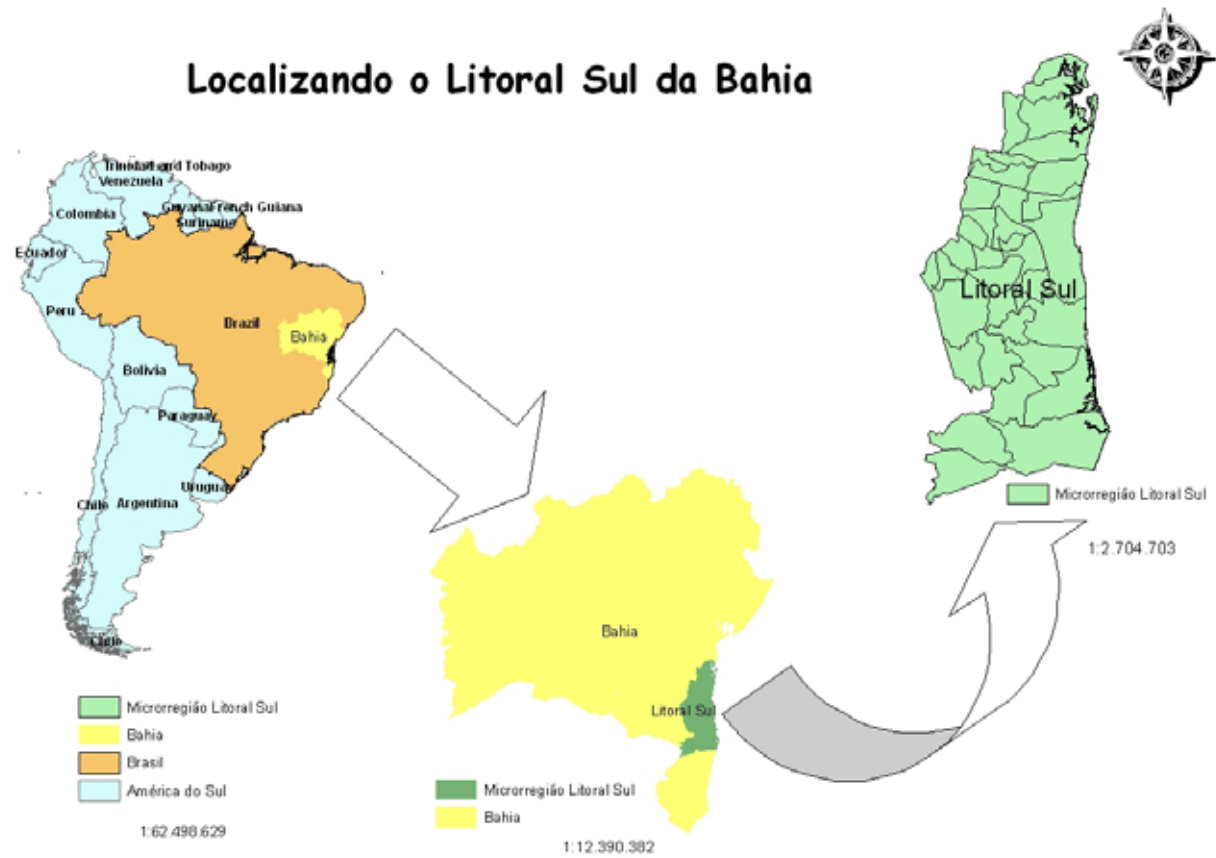 Localizando o Litoral Sul da Bahia
Trinidad and Tobago
Venezuela
Guyana
French Guiana
Suriname
Colombia
Ecuador
Peru
Brazil
Bahia
Bolivia
Paraguay
Uruguay
Chile
Argentina
Chile
Microrregião Litoral Sul
Bahia
Brasil
América do Sul
1:62.498.629
Bahia
Litoral Sul
Microrregião Litoral Sul
Bahia
1:12.390.382
Litoral Sul
Microrregião Litoral Sul
1:2.704.703